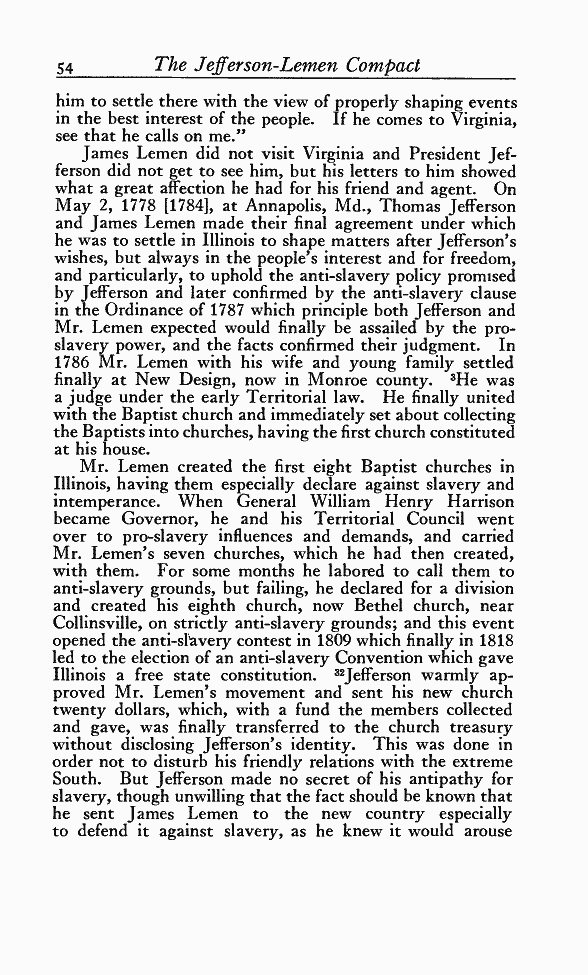 54 The Jefferson-Lemen Compact
him to settle there with the view of properly shaping events
in the best interest of the people. If he comes to Virginia,
see that he calls on me.”
James Lemen did not visit Virginia and President Jef-
ferson did not get to see him, but his letters to him showed
what a great affection he had for his friend and agent. On
May 2, 1778 [1784], at Annapolis, Md., Thomas Jefferson
and James Lemen made their final agreement under which
he was to settle in Illinois to shape matters after Jefferson’s
wishes, but always in the people’s interest and for freedom,
and particularly, to uphold the anti-slavery policy promised
by Jefferson and later confirmed by the anti-slavery clause
in the Ordinance of 1787 which principle both Jefferson and
Mr. Lemen expected would finally be assailed by the pro-
slavery power, and the facts confirmed their judgment. In
1786 Mr. Lemen with his wife and young family settled
finally at New Design, now in Monroe county. ³He was
a judge under the early Territorial law. He finally united
with the Baptist church and immediately set about collecting
the Baptists into churches, having the first church constituted
at his house.
Mr. Lemen created the first eight Baptist churches in
Illinois, having them especially declare against slavery and
intemperance. When General William Henry Harrison
became Governor, he and his Territorial Council went
over to pro-slavery influences and demands, and carried
Mr. Lemen’s seven churches, which he had then created,
with them. For some months he labored to call them to
anti-slavery grounds, but failing, he declared for a division
and created his eighth church, now Bethel church, near
Collinsville, on strictly anti-slavery grounds; and this event
opened the anti-slavery contest in 1809 which finally in 1818
led to the election of an anti-slavery Convention which gave
Illinois a free state constitution. ³²Jefferson warmly ap-
proved Mr. Lemen’s movement and sent his new church
twenty dollars, which, with a fund the members collected
and gave, was finally transferred to the church treasury
without disclosing Jefferson’s identity. This was done in
order not to disturb his friendly relations with the extreme
South. But Jefferson made no secret of his antipathy for
slavery, though unwilling that the fact should be known that
he sent James Lemen to the new country especially
to defend it against slavery, as he knew it would arouse